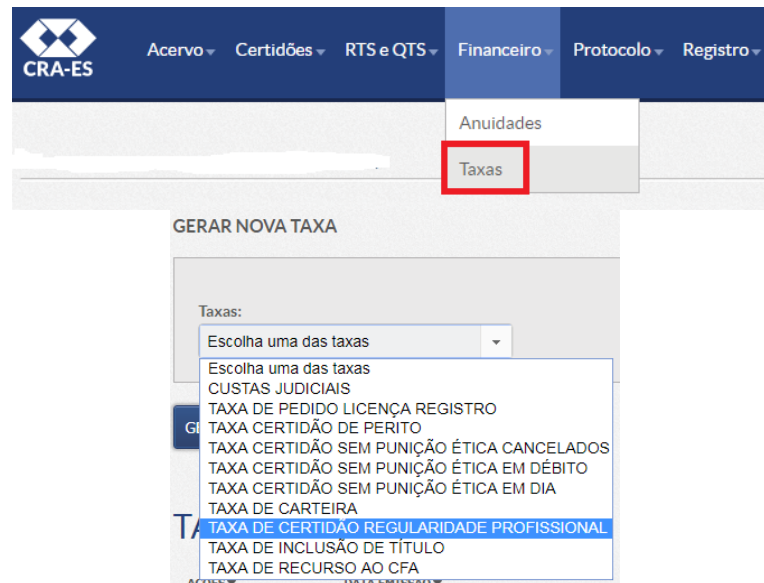 CRA-ES
Acervo Certidões RTS e QTS Financeiro Protocolo Registro
Anuidades
Taxas
GERAR NOVA TAXA
Taxas:
Escolha uma das taxas
Escolha uma das taxas
CUSTAS JUDICIAIS
TAXA DE PEDIDO LICENÇA REGISTRO
TAXA CERTIDÃO DE PERITO
TAXA CERTIDÃO SEM PUNIÇÃO ÉTICA CANCELADOS
TAXA CERTIDÃO SEM PUNIÇÃO ÉTICA EM DÉBITO
TAXA CERTIDÃO SEM PUNIÇÃO ÉTICA EM DIA
TAXA DE CARTEIRA
TAXA DE CERTIDÃO REGULARIDADE PROFISSIONAL
TAXA DE INCLUSÃO DE TÍTULO
TAXA DE RECURSO AO CFA